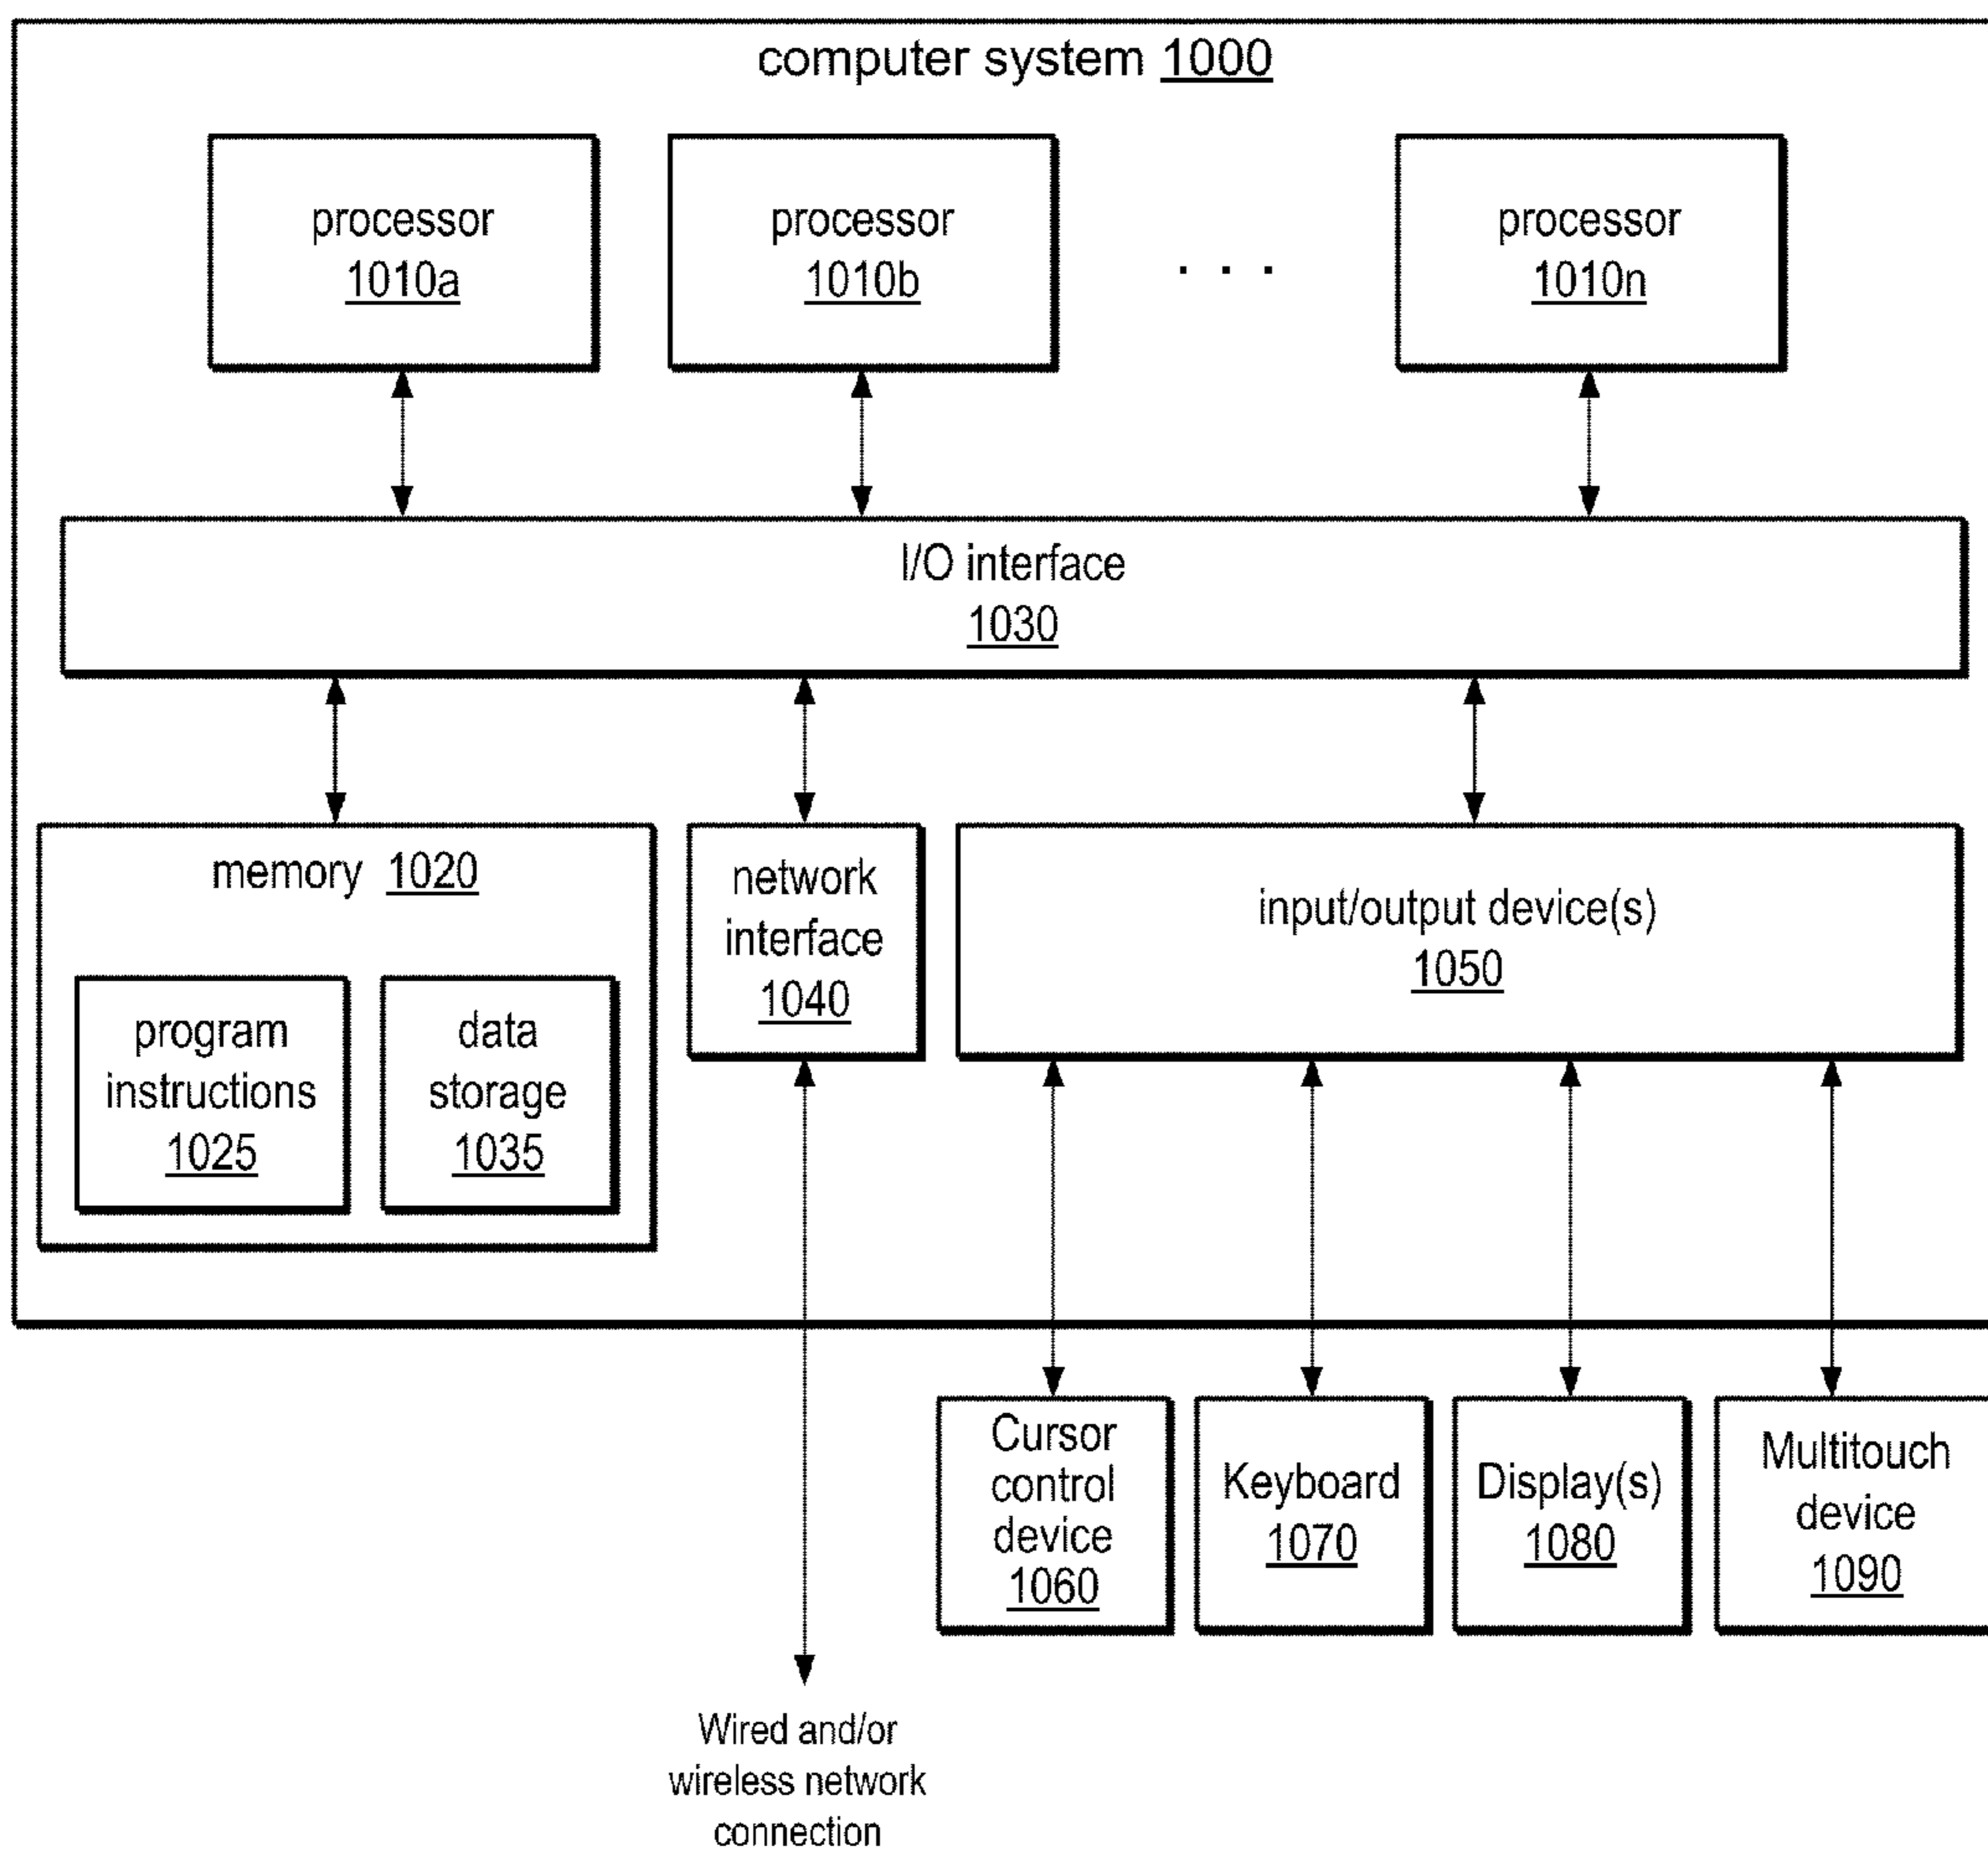 computer system 1000
processor
1010a
processor
1010b
. . .
processor
1010n
I/O interface
1030
memory 1020
program
instructions
1025
data
storage
1035
network
interface
1040
input/output device(s)
1050
Cursor
control
device
1060
Keyboard
1070
Display(s)
1080
Multitouch
device
1090
Wired and/or
wireless network
connection